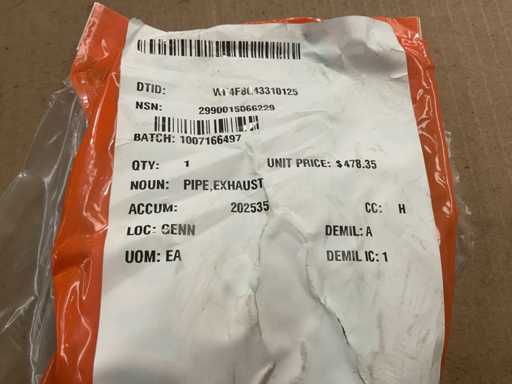 DTID:
NSN: 2990015066229
BATCH: 1007166497
QTY: 1 UNIT PRICE: $478.35
NOUN: PIPE,EXHAUST
ACCUM: 202535 CC: H
LOC: GENN DEMIL: A
UOM: EA DEMIL IC: 1